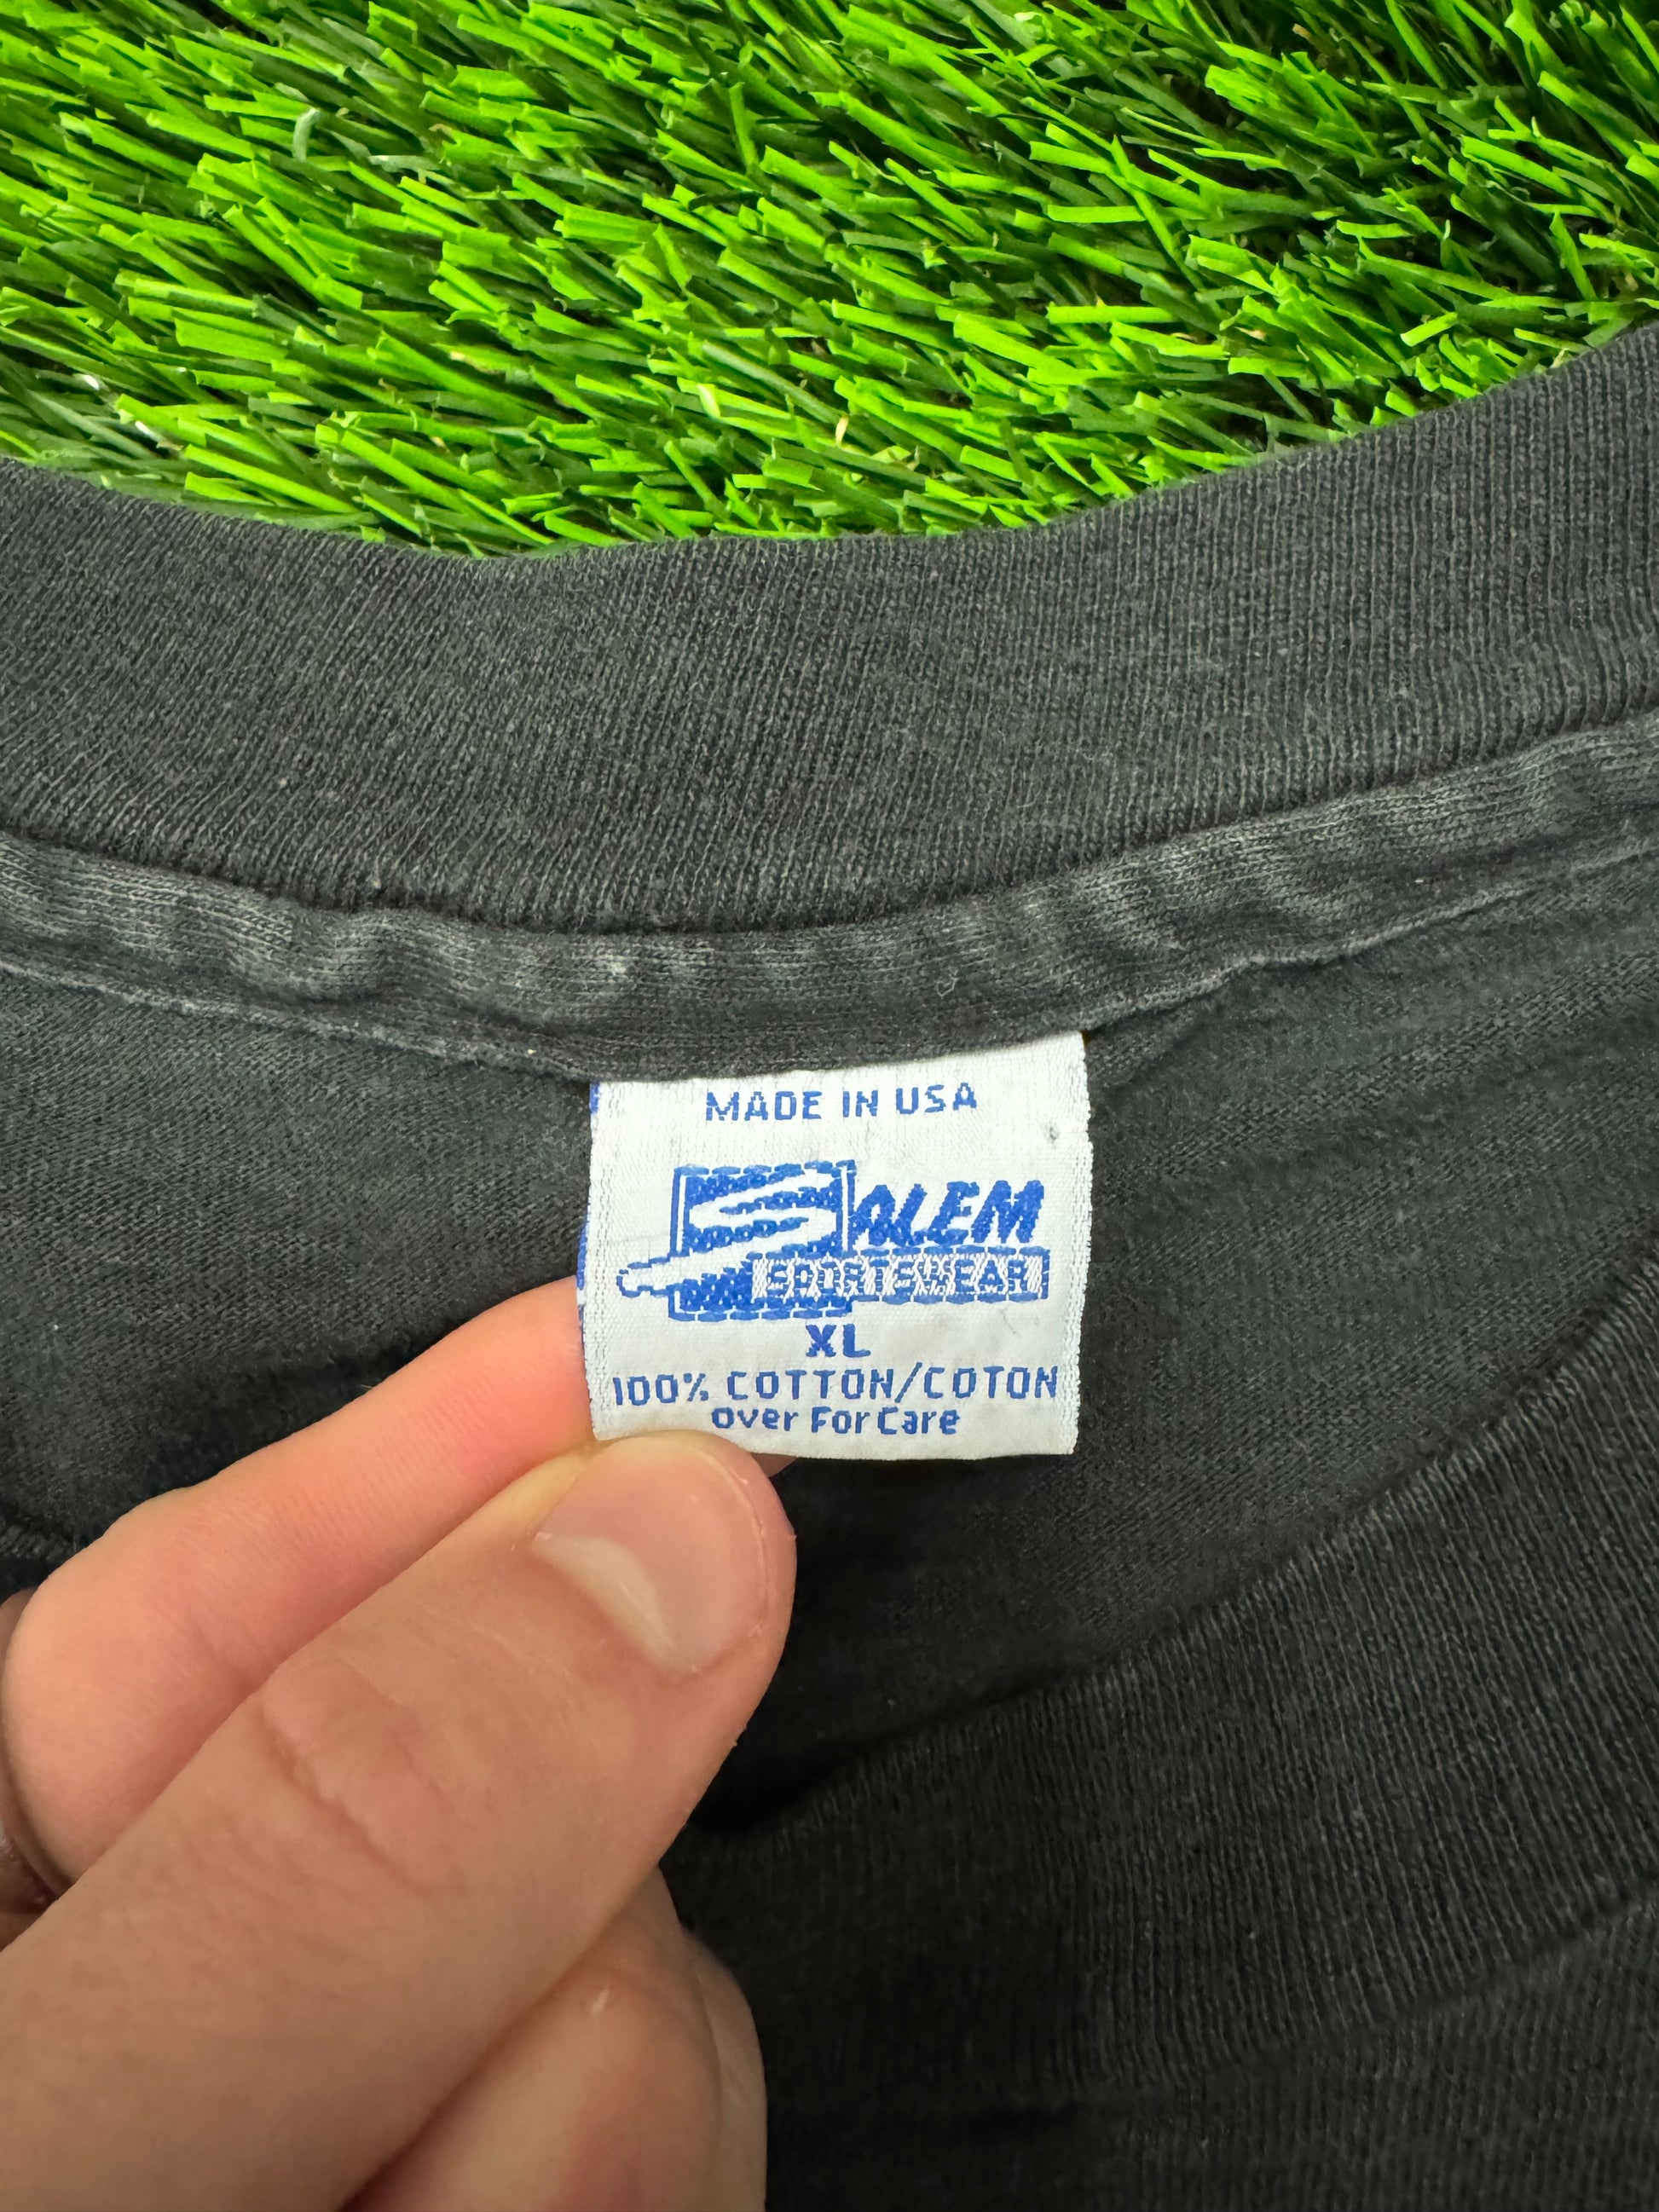 MADE IN USA
SALEM
SPORTSWEAR
XL
100% COTTON/COTON
Over For Care